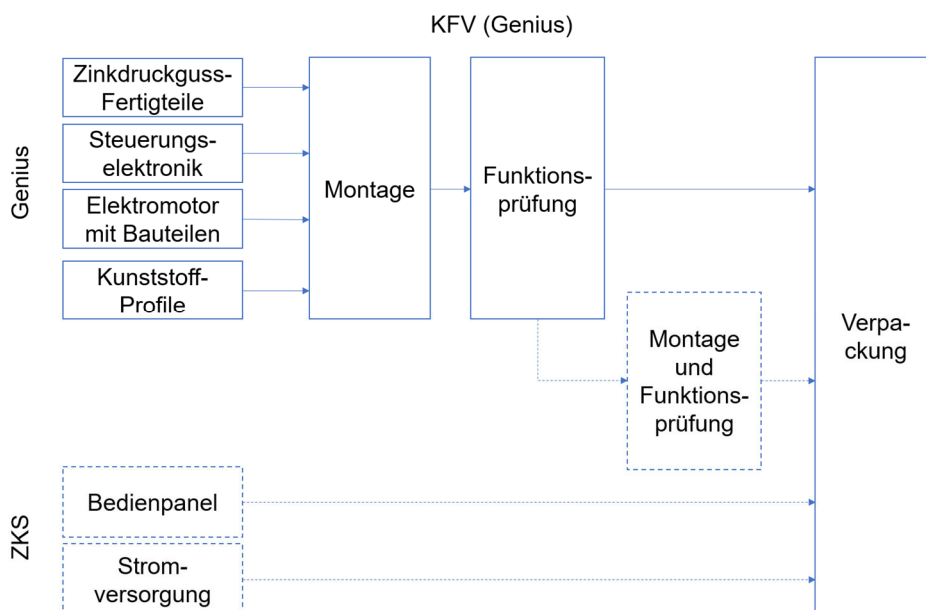 KFV (Genius)
Genius
Zinkdruckguss-
Fertigteile
Steuerungs-
elektronik
Elektromotor
mit Bauteilen
Kunststoff-
Profile
Montage
Funktions-
prüfung
Montage
und
Funktions-
prüfung
Verpa-
ckung
ZKS
Bedienpanel
Strom-
versorgung